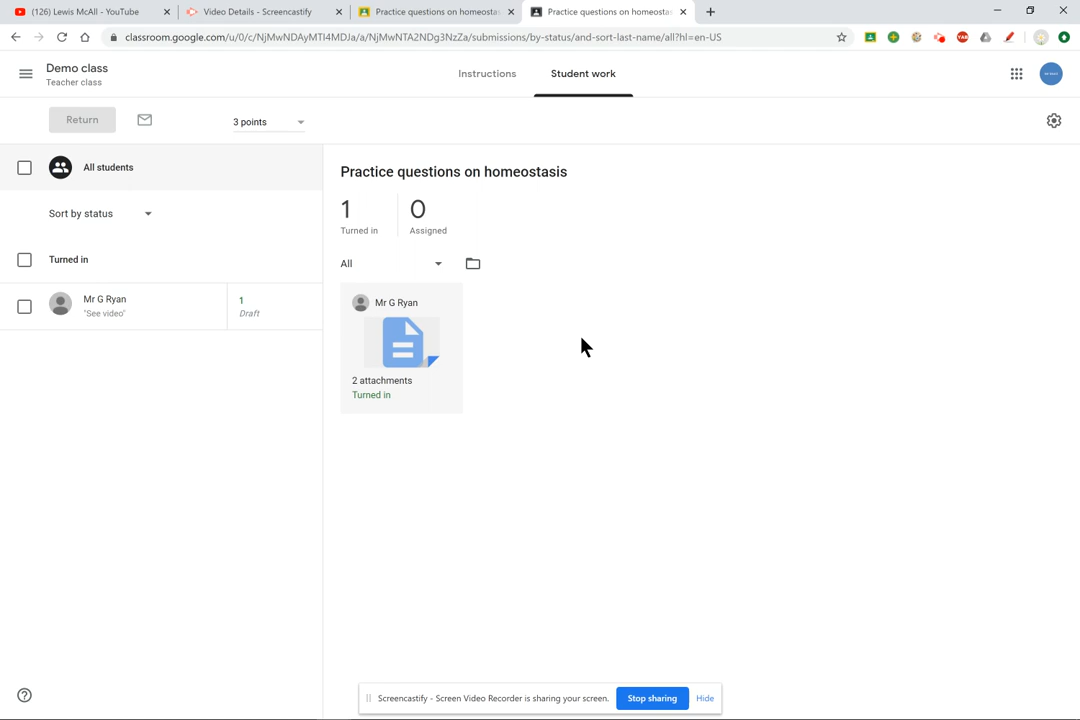 (126) Lewis McAll - YouTube
Video Details - Screencastify
Practice questions on homeostas
Practice questions on homeostas
classroom.google.com/u/0/c/NjMwNDAyMTI4MDJa/a/NjMwNTA2NDg3NzZa/submissions/by-status/and-sort-last-name/all?hl=en-US
Demo class
Teacher class
Instructions
Student work
Return
3 points
All students
Sort by status
Turned in
Mr G Ryan
"See video"
1
Draft
Practice questions on homeostasis
1
Turned in
0
Assigned
All
Mr G Ryan
2 attachments
Turned in
Screencastify - Screen Video Recorder is sharing your screen.
Stop sharing
Hide